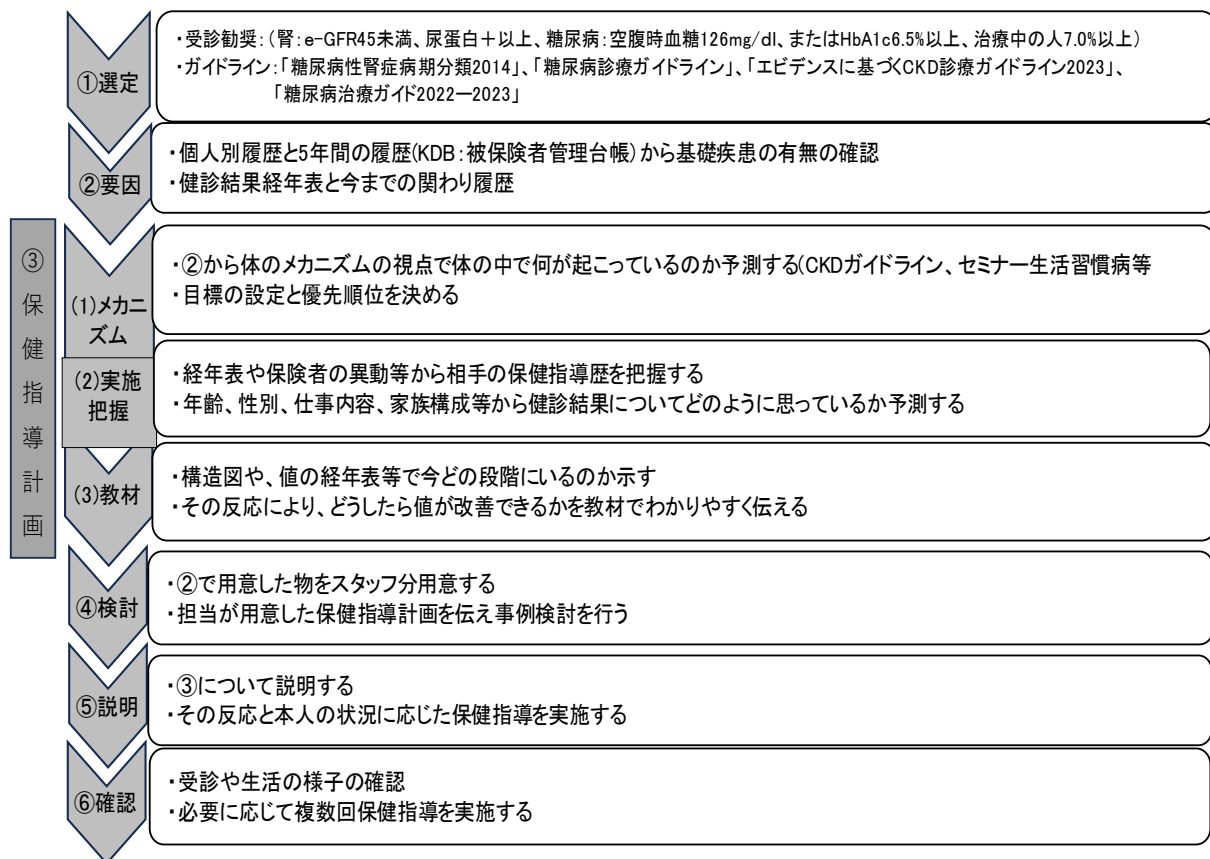 ①選定
・受診勧奨:(腎:e-GFR45未満、尿蛋白+以上、糖尿病:空腹時血糖126mg/dl、またはHbA1c6.5%以上、治療中の人7.0%以上)
・ガイドライン:「糖尿病性腎症病期分類2014」、「糖尿病診療ガイドライン」、「エビデンスに基づくCKD診療ガイドライン2023」、
「糖尿病治療ガイド2022ー2023」
②要因
・個人別履歴と5年間の履歴(KDB:被保険者管理台帳)から基礎疾患の有無の確認
・健診結果経年表と今までの関わり履歴
③保健指導計画
(1)メカニ
ズム
・②から体のメカニズムの視点で体の中で何が起こっているのか予測する(CKDガイドライン、セミナー生活習慣病等
・目標の設定と優先順位を決める
(2)実施
把握
・経年表や保険者の異動等から相手の保健指導歴を把握する
・年齢、性別、仕事内容、家族構成等から健診結果についてどのように思っているか予測する
(3)教材
・構造図や、値の経年表等で今どの段階にいるのか示す
・その反応により、どうしたら値が改善できるかを教材でわかりやすく伝える
④検討
・②で用意した物をスタッフ分用意する
・担当が用意した保健指導計画を伝え事例検討を行う
⑤説明
・③について説明する
・その反応と本人の状況に応じた保健指導を実施する
⑥確認
・受診や生活の様子の確認
・必要に応じて複数回保健指導を実施する